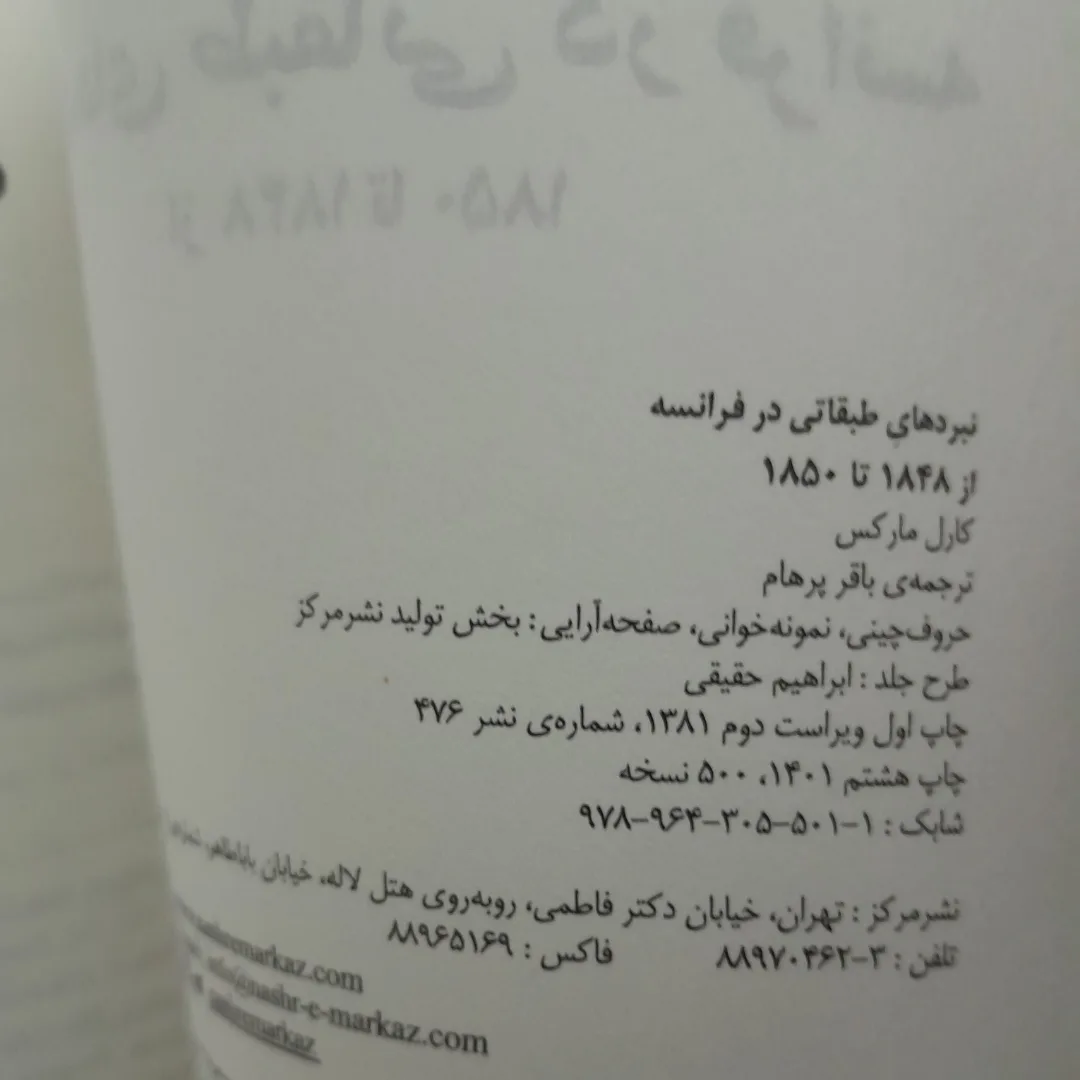 نبردهایِ طبقاتی در فرانسه
از ۱۸۴۸ تا ۱۸۵۰
کارل مارکس
ترجمه‌ی باقر پرهام
حروف‌چینی، نمونه‌خوانی، صفحه‌آرایی: بخش تولید نشرمرکز
طرح جلد: ابراهیم حقیقی
چاپ اول ویراست دوم ۱۳۸۱، شماره‌ی نشر ۴۷۶
چاپ هشتم ۱۴۰۱، ۵۰۰ نسخه
شابک: ۱-۵۰۱-۳۰۵-۹۶۴-۹۷۸
نشرمرکز: تهران، خیابان دکتر فاطمی، روبه‌روی هتل لاله، خیابان باباطاهر،
تلفن: ۳-۸۸۹۷۰۴۶۲ فاکس: ۸۸۹۶۵۱۶۹
info@nashr-e-markaz.com